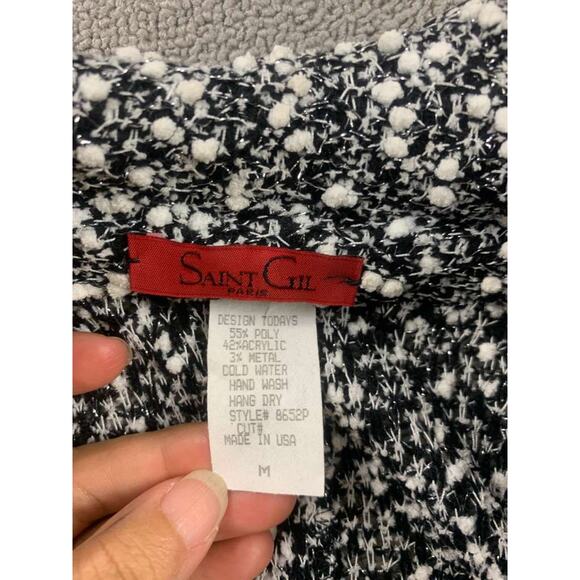 SAINT GIL
PARIS
DESIGN TODAYS
55% POLY
42%ACRYLIC
3% METAL
COLD WATER
HAND WASH
HANG DRY
STYLE# 8652P
CUT#
MADE IN USA
M